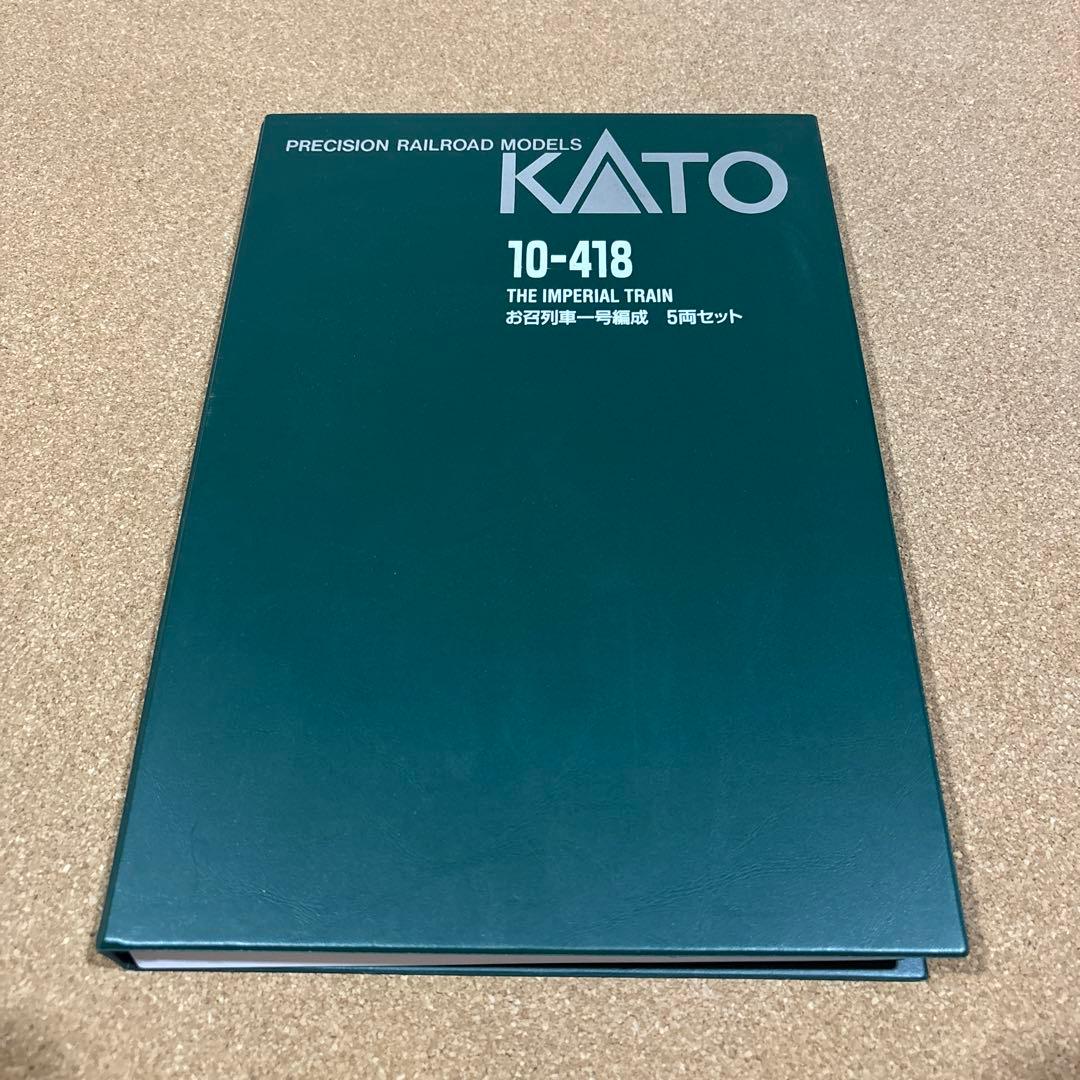 PRECISION RAILROAD MODELS
KATO
10-418
THE IMPERIAL TRAIN
お召列車一号編成 5両セット